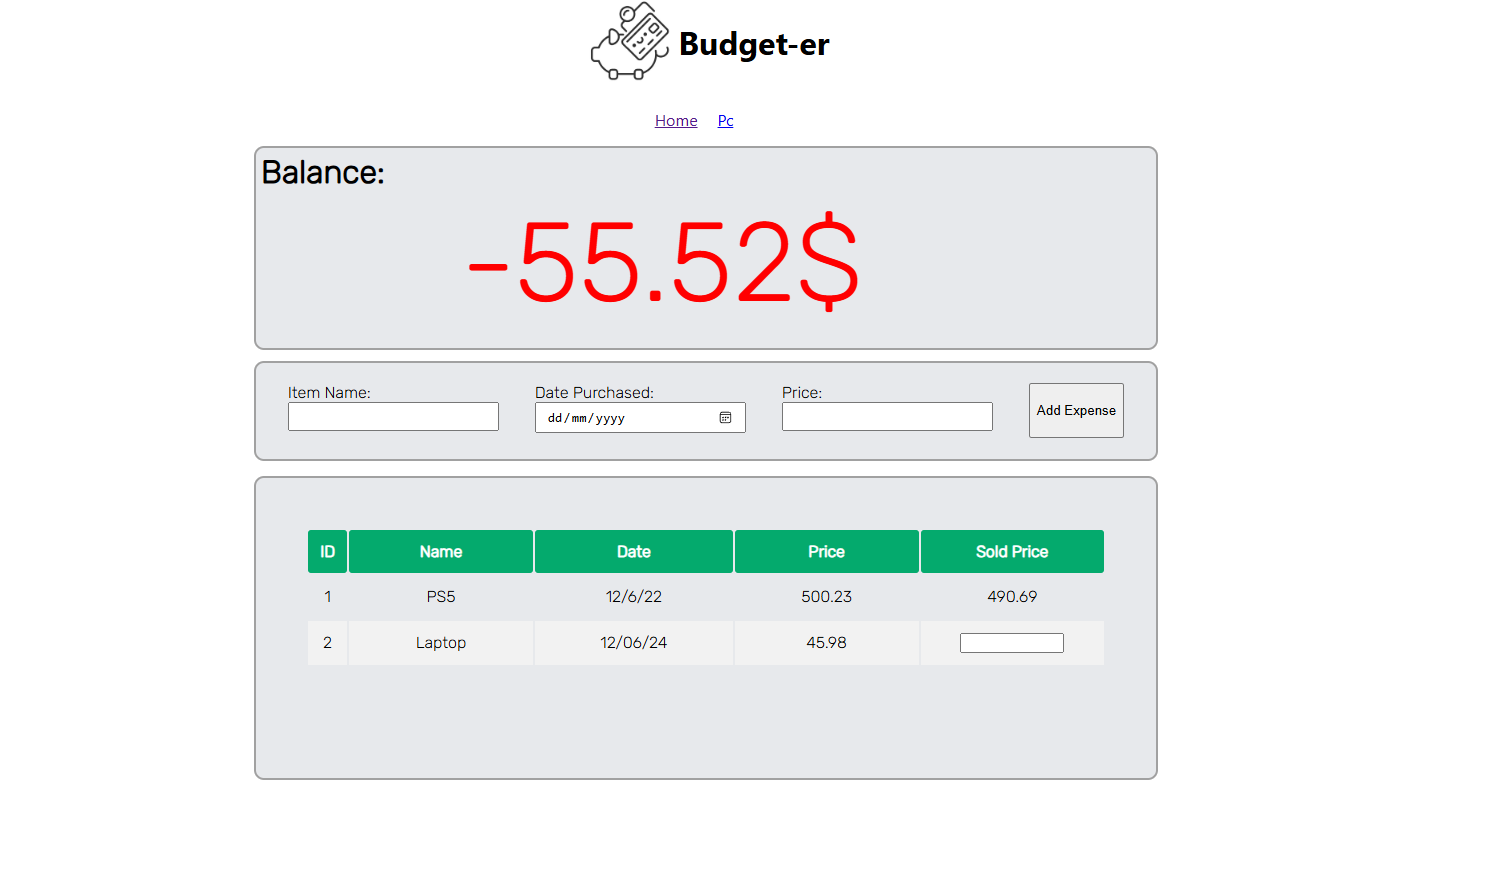 Budget-er
Home Pc
Balance:
-55.52$
Item Name: Date Purchased: Price: Add Expense
dd/mm/yyyy
ID Name Date Price Sold Price
1 PS5 12/6/22 500.23 490.69
2 Laptop 12/06/24 45.98